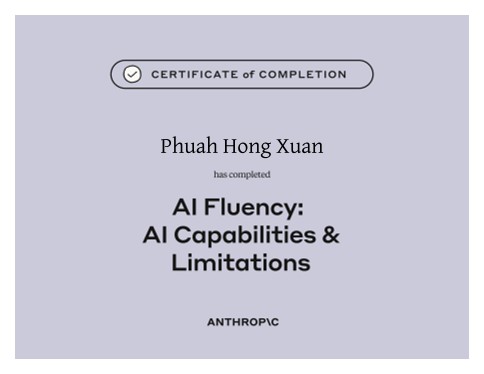 CERTIFICATE of COMPLETION
Phuah Hong Xuan
has completed
AI Fluency:
AI Capabilities &
Limitations
ANTHROP\C